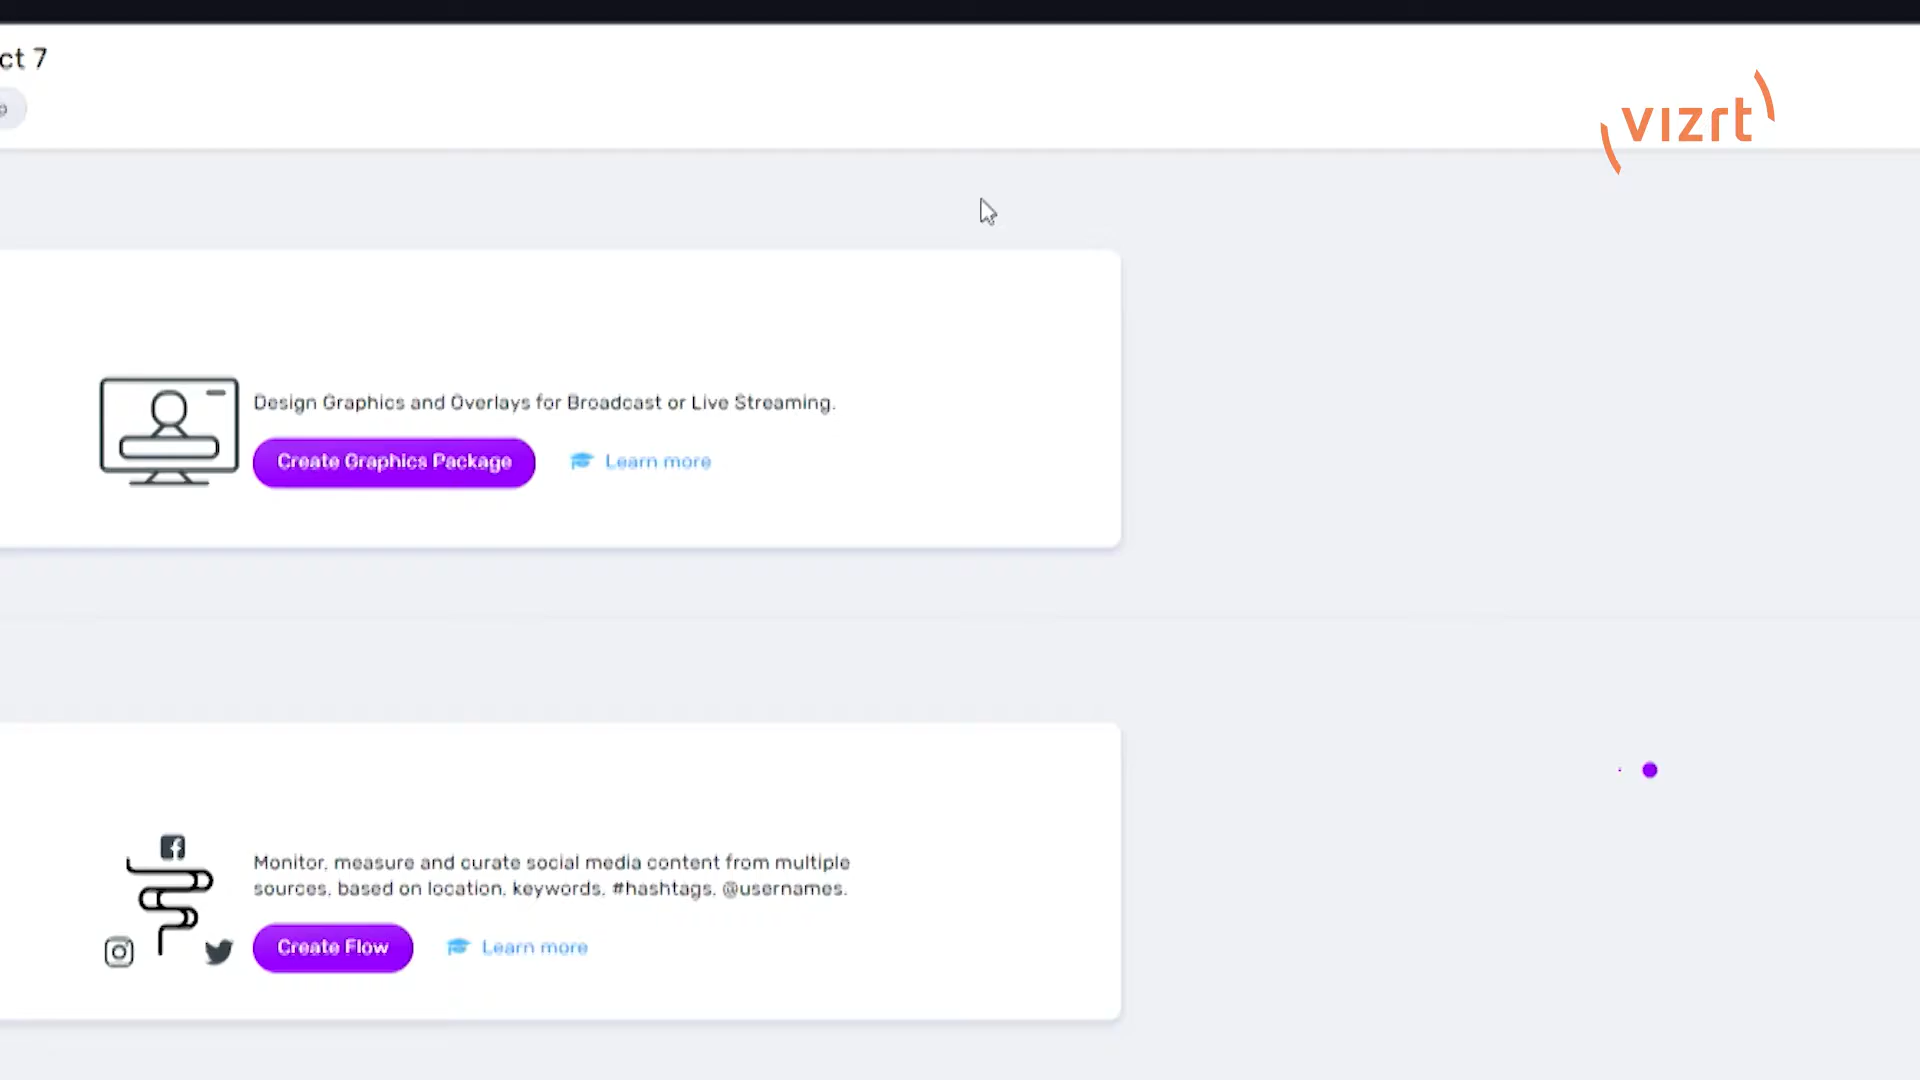 ct 7
vizrt
Design Graphics and Overlays for Broadcast or Live Streaming.
Create Graphics Package
Learn more
Monitor, measure and curate social media content from multiple
sources, based on location, keywords, #hashtags, @usernames.
Create Flow
Learn more